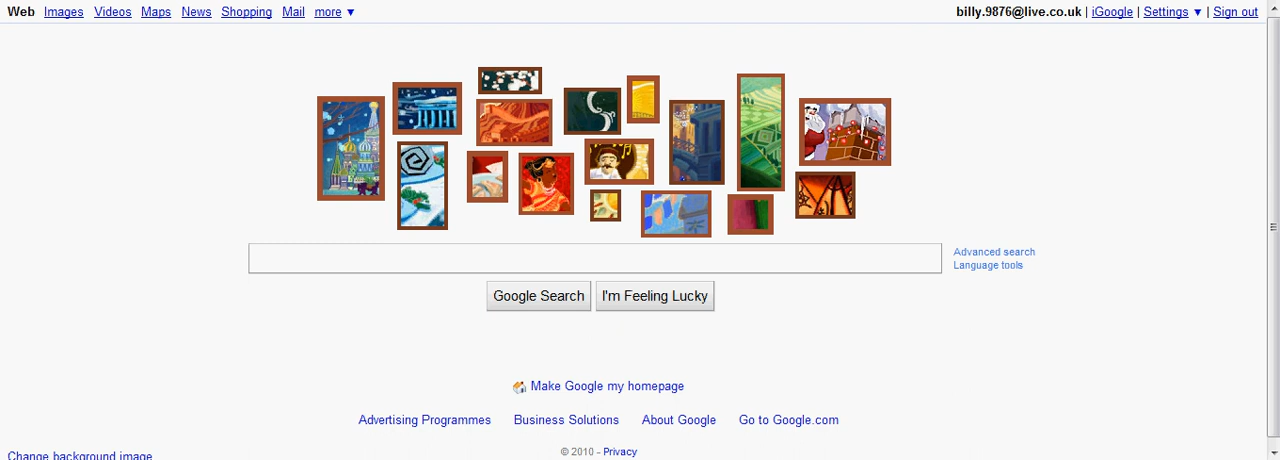 Web Images Videos Maps News Shopping Mail more ▼ billy.9876@live.co.uk | iGoogle | Settings ▼ | Sign out
Advanced search
Language tools
Google Search I'm Feeling Lucky
Make Google my homepage
Advertising Programmes Business Solutions About Google Go to Google.com
© 2010 - Privacy
Change background image